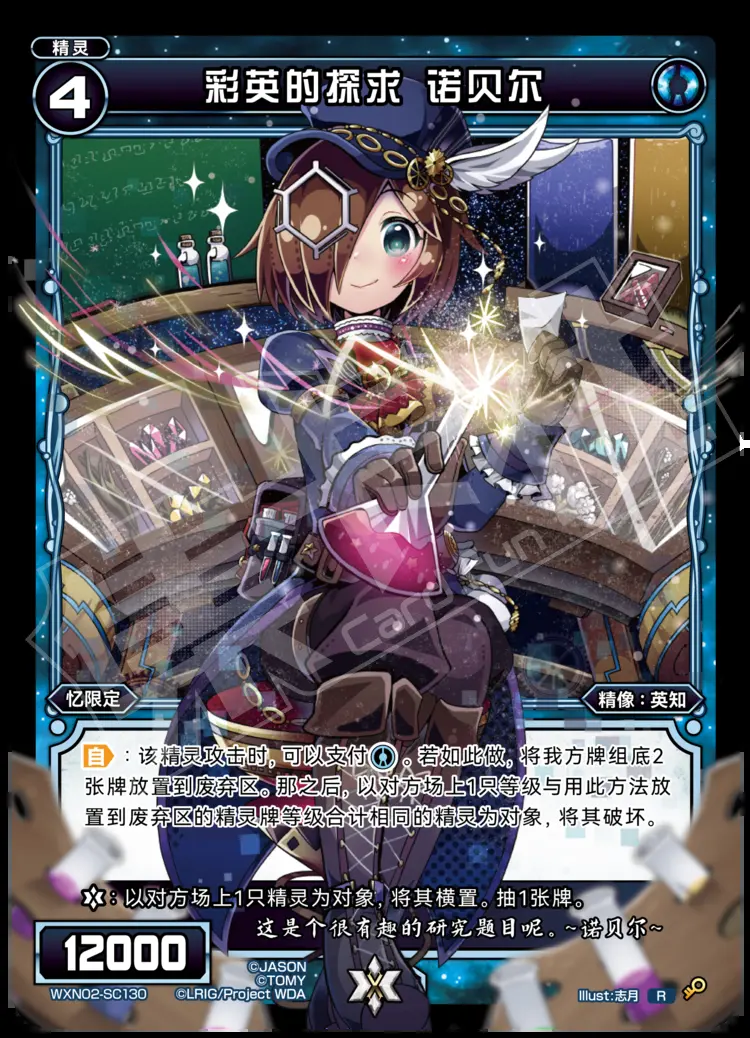 精灵
4
彩英的探求 诺贝尔
忆限定
精像：英知
自：该精灵攻击时，可以支付。若如此做，将我方牌组底2
张牌放置到废弃区。那之后，以对方场上1只等级与用此方法放
置到废弃区的精灵牌等级合计相同的精灵为对象，将其破坏。
：以对方场上1只精灵为对象，将其横置。抽1张牌。
这是个很有趣的研究题目呢。~诺贝尔~
12000
©JASON
©TOMY
WXN02-SC130
©LRIG/Project WDA
Illust:志月
R